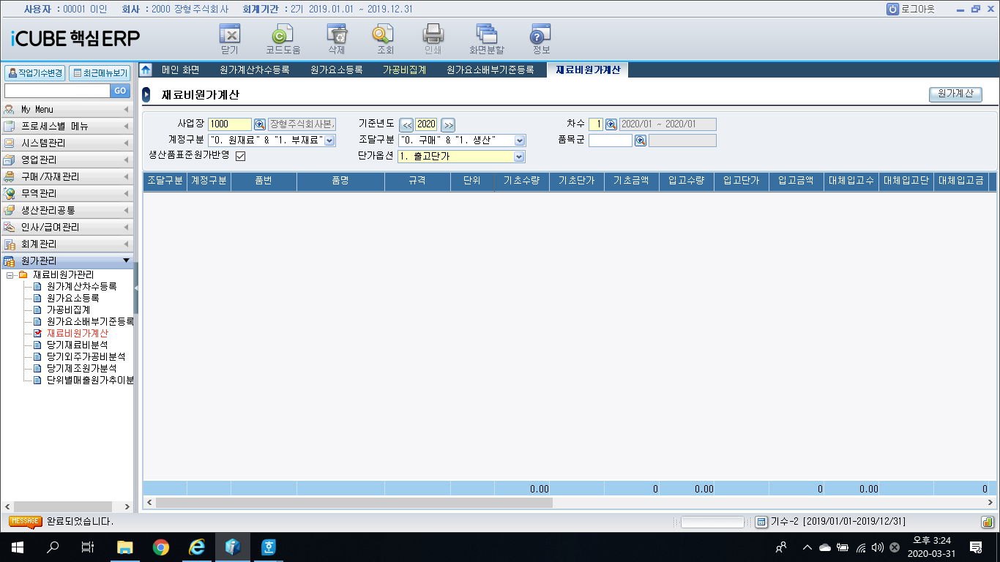 사용자 : 00001 이인 회사 : 2000 장형주식회사 회계기간 : 2기 2019.01.01 ~ 2019.12.31 로그아웃
iCUBE 핵심ERP
닫기 코드도움 삭제 조회 인쇄 화면분할 정보
작업기수변경 최근메뉴보기
GO
My Menu
프로세스별 메뉴
시스템관리
영업관리
구매/자재관리
무역관리
생산관리공통
인사/급여관리
회계관리
원가관리
재료비원가관리
원가계산차수등록
원가요소등록
가공비집계
원가요소배부기준등록
재료비원가계산
당기재료비분석
당기외주가공비분석
당기제조원가분석
단위별매출원가추이분
메인 화면 원가계산차수등록 원가요소등록 가공비집계 원가요소배부기준등록 재료비원가계산
재료비원가계산 원가계산
사업장 1000 장형주식회사본, 기준년도 << 2020 >> 차수 1 2020/01 ~ 2020/01
계정구분 "0. 원재료" & "1. 부재료" 조달구분 "0. 구매" & "1. 생산" 품목군
생산품표준원가반영 단가옵션 1. 출고단가
조달구분 계정구분 품번 품명 규격 단위 기초수량 기초단가 기초금액 입고수량 입고단가 입고금액 대체입고수 대체입고단 대체입고금
0.00 0 0.00 0 0.00 0
MESSAGE 완료되었습니다. 기수-2 [2019/01/01-2019/12/31]
오후 3:24
2020-03-31